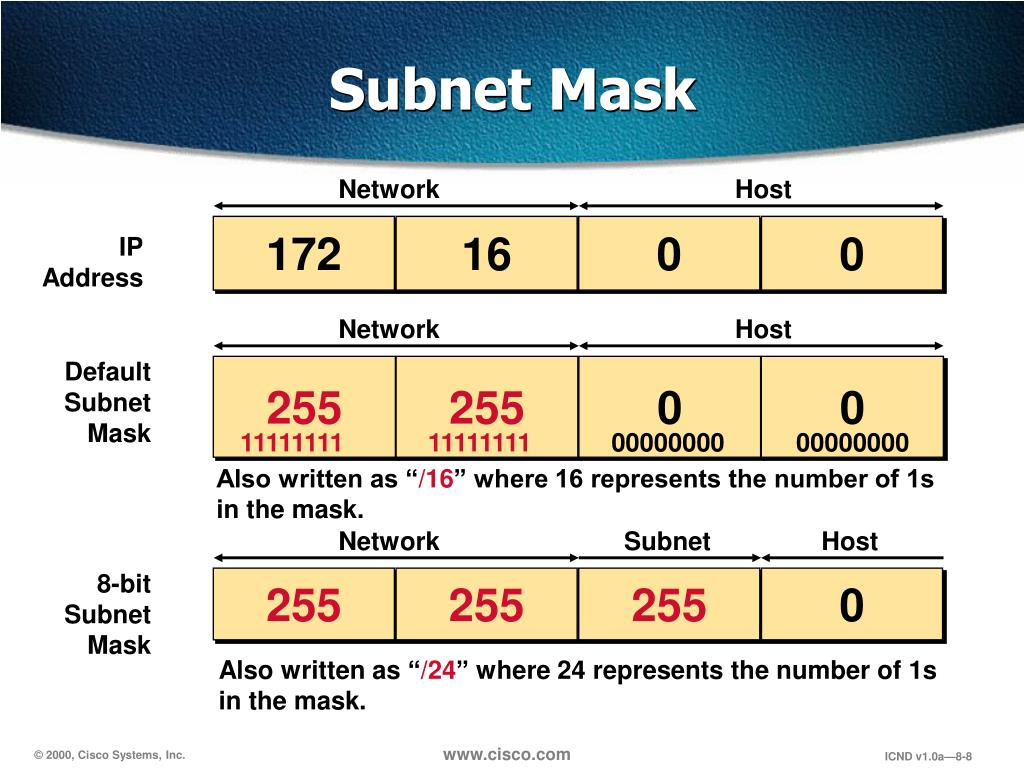 Subnet Mask
Network Host
IP
Address
172 16 0 0
Network Host
Default
Subnet
Mask
255 255 0 0
11111111 11111111 00000000 00000000
Also written as “/16” where 16 represents the number of 1s
in the mask.
Network Subnet Host
8-bit
Subnet
Mask
255 255 255 0
Also written as “/24” where 24 represents the number of 1s
in the mask.
© 2000, Cisco Systems, Inc. www.cisco.com ICND v1.0a—8-8